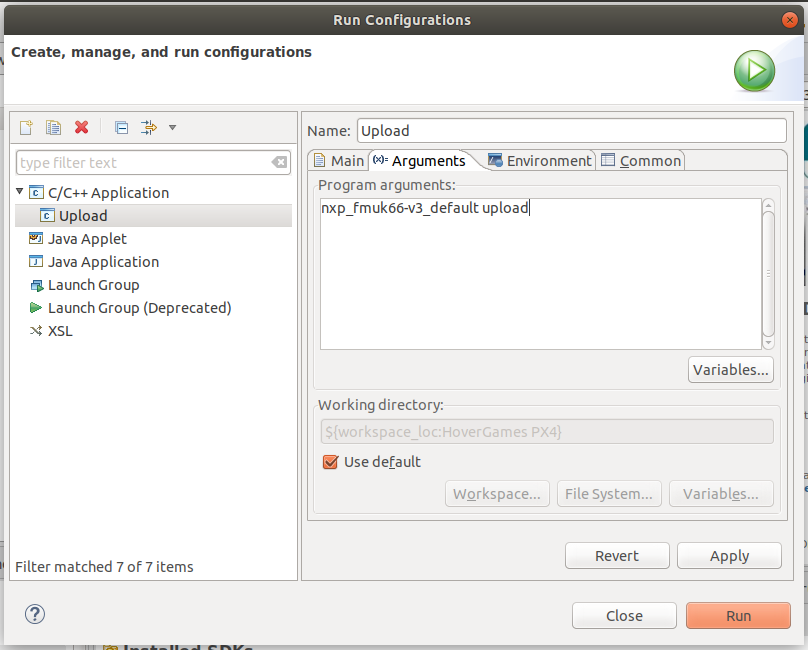 Run Configurations
Create, manage, and run configurations
type filter text
C/C++ Application
Upload
Java Applet
Java Application
Launch Group
Launch Group (Deprecated)
XSL
Filter matched 7 of 7 items
Name: Upload
Main (x)= Arguments Environment Common
Program arguments:
nxp_fmuk66-v3_default upload
Variables...
Working directory:
${workspace_loc:HoverGames PX4}
Use default
Workspace... File System... Variables...
Revert Apply
Close Run
Installed SDKs